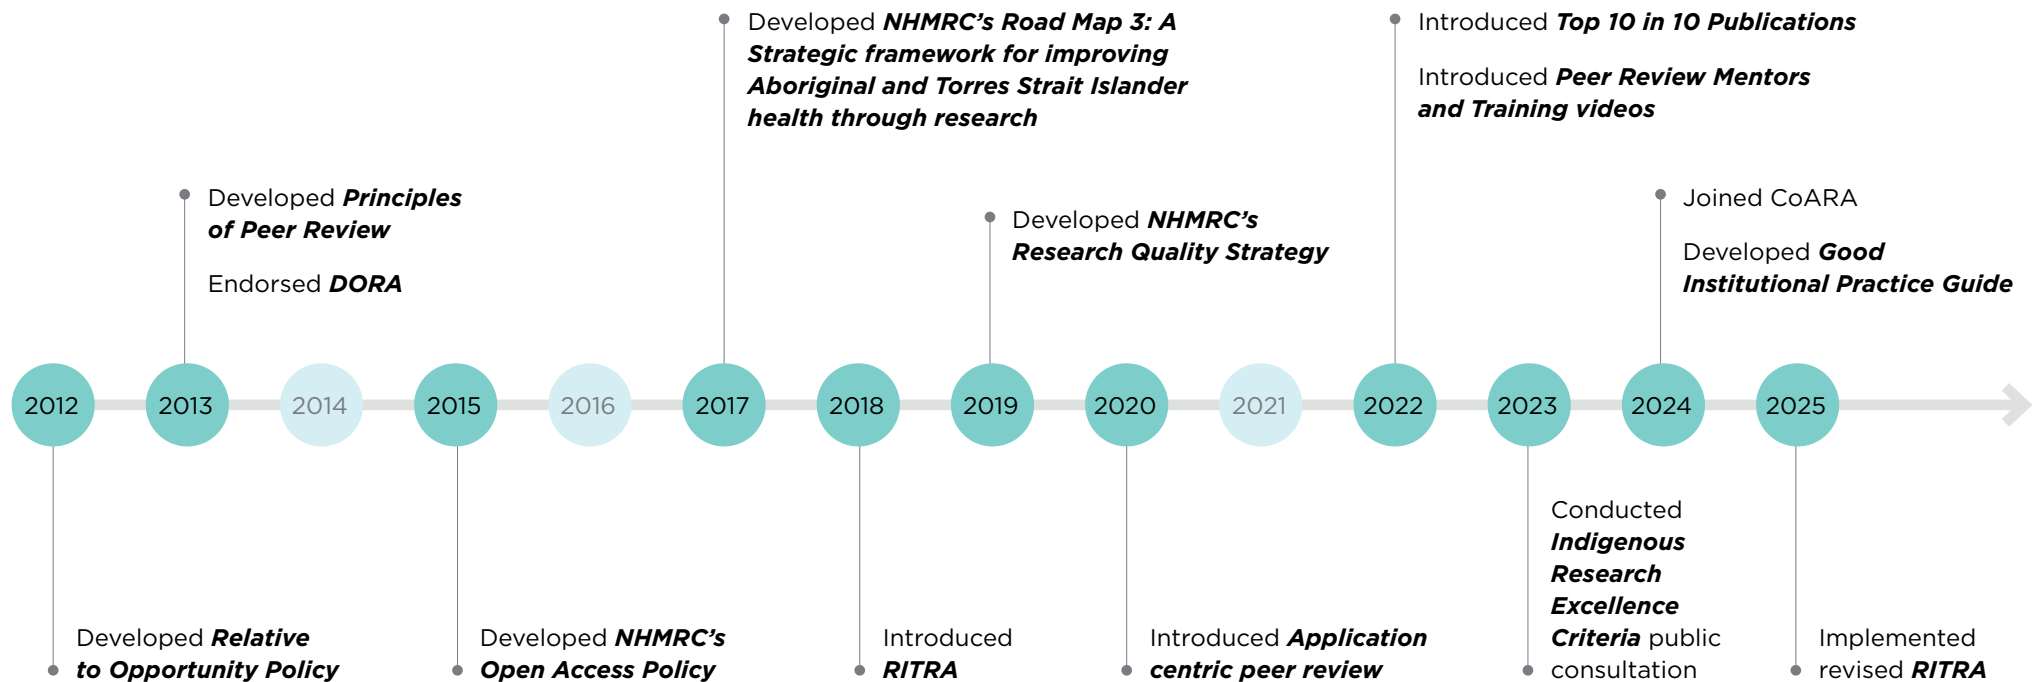 Developed NHMRC’s Road Map 3: A
Strategic framework for improving
Aboriginal and Torres Strait Islander
health through research
Introduced Top 10 in 10 Publications
Introduced Peer Review Mentors
and Training videos
Developed Principles
of Peer Review
Endorsed DORA
Developed NHMRC’s
Research Quality Strategy
Joined CoARA
Developed Good
Institutional Practice Guide
2012
2013
2014
2015
2016
2017
2018
2019
2020
2021
2022
2023
2024
2025
Developed Relative
to Opportunity Policy
Developed NHMRC’s
Open Access Policy
Introduced
RITRA
Introduced Application
centric peer review
Conducted
Indigenous
Research
Excellence
Criteria public
consultation
Implemented
revised RITRA